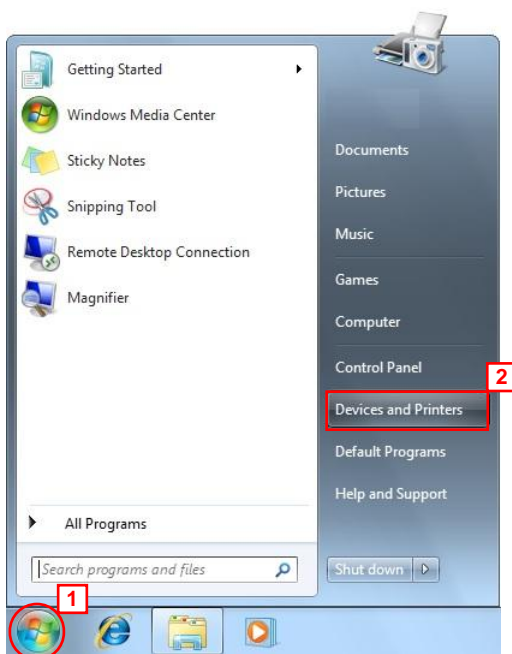 Getting Started
Windows Media Center
Sticky Notes
Snipping Tool
Remote Desktop Connection
Magnifier
All Programs
Search programs and files
1
Documents
Pictures
Music
Games
Computer
Control Panel
2
Devices and Printers
Default Programs
Help and Support
Shut down